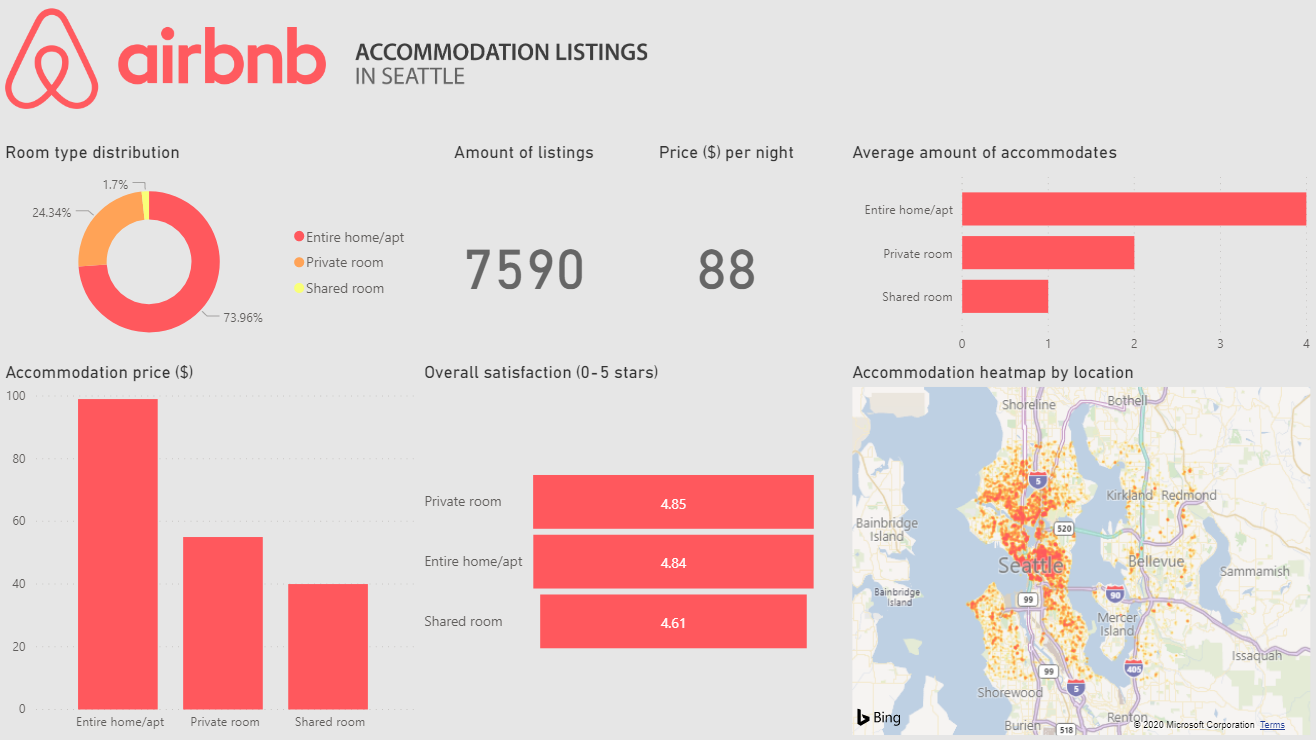 airbnb
ACCOMMODATION LISTINGS
IN SEATTLE
Room type distribution
1.7%
24.34%
73.96%
Entire home/apt
Private room
Shared room
Amount of listings
7590
Price ($) per night
88
Average amount of accommodates
Entire home/apt
Private room
Shared room
0 1 2 3 4
Accommodation price ($)
100
80
60
40
20
0
Entire home/apt Private room Shared room
Overall satisfaction (0-5 stars)
Private room 4.85
Entire home/apt 4.84
Shared room 4.61
Accommodation heatmap by location
Shoreline
Bothell
5
Kirkland
Redmond
Bainbridge
Island
520
Seattle
Bellevue
Sammamish
Bainbridge
Island
99
90
Mercer
Island
Issaquah
99
405
Shorewood
5
Renton
Burien
518
Bing
© 2020 Microsoft Corporation Terms